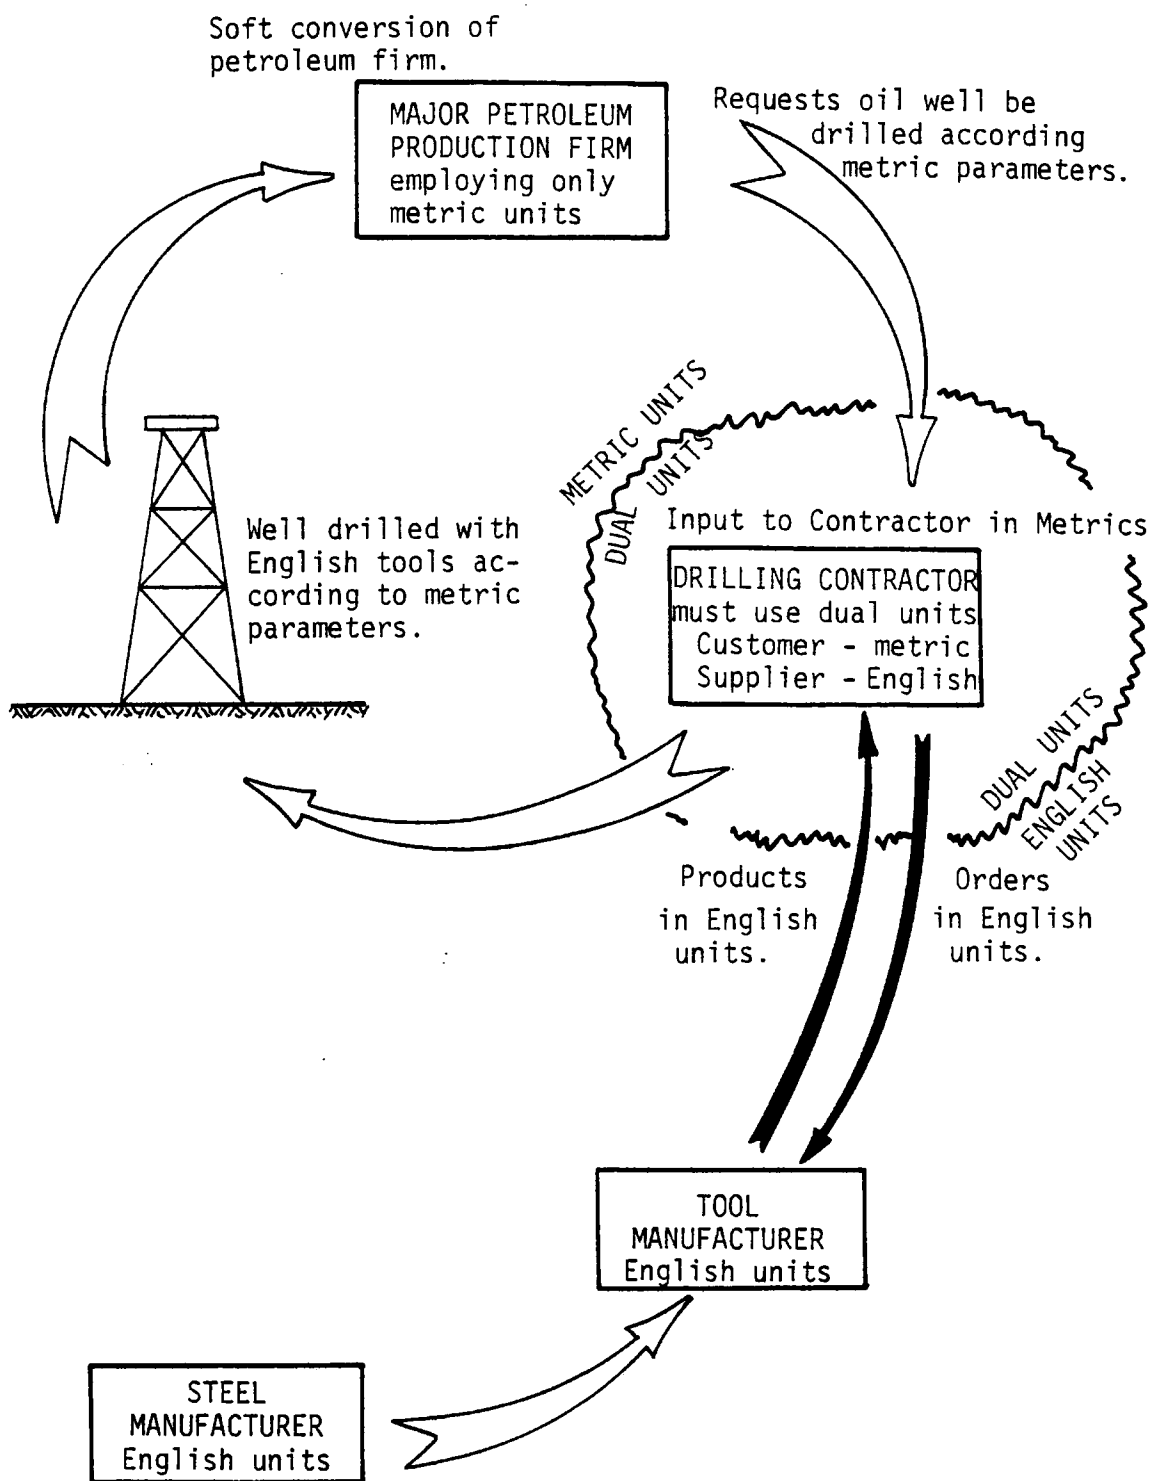 Soft conversion of
petroleum firm.
MAJOR PETROLEUM
PRODUCTION FIRM
employing only
metric units
Requests oil well be
drilled according
metric parameters.
METRIC UNITS
DUAL UNITS
Input to Contractor in Metrics
DRILLING CONTRACTOR
must use dual units
Customer - metric
Supplier - English
Well drilled with
English tools ac-
cording to metric
parameters.
DUAL UNITS
ENGLISH
UNITS
Products
in English
units.
Orders
in English
units.
TOOL
MANUFACTURER
English units
STEEL
MANUFACTURER
English units